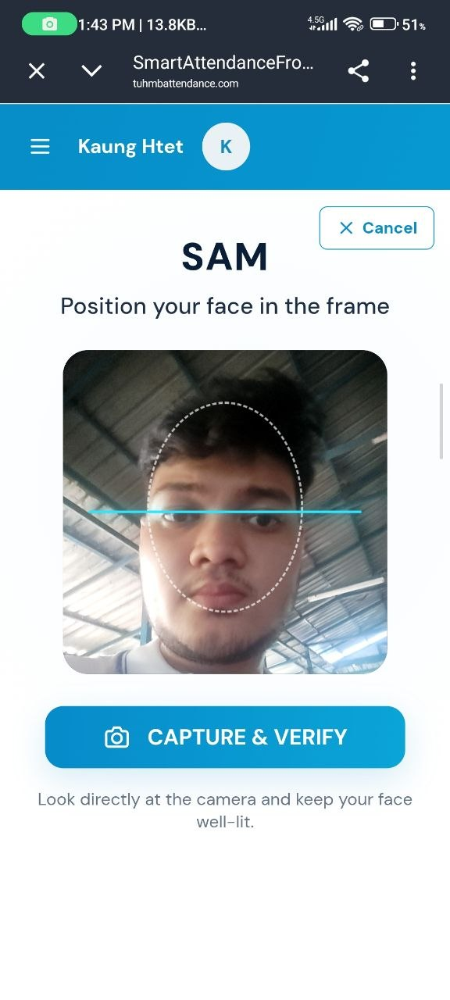 1:43 PM | 13.8KB...
4.5G
51%
SmartAttendanceFro...
tuhmbattendance.com
Kaung Htet
K
Cancel
SAM
Position your face in the frame
CAPTURE & VERIFY
Look directly at the camera and keep your face
well-lit.